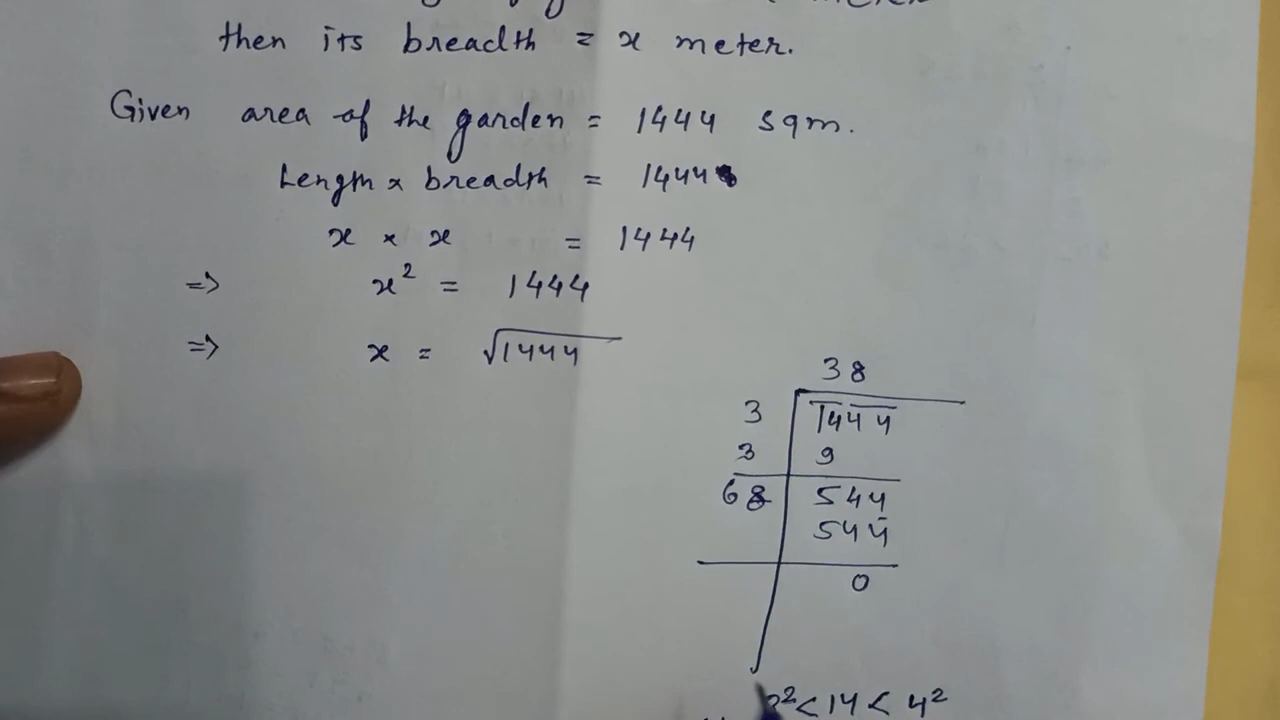 then its breadth = x meter.
Given area of the garden = 1444 sqm.
Length x breadth = 1444
x × x = 1444
=> x² = 1444
=> x = √1444
38
3 1444
3 9
68 544
544
0
² < 14 < 4²